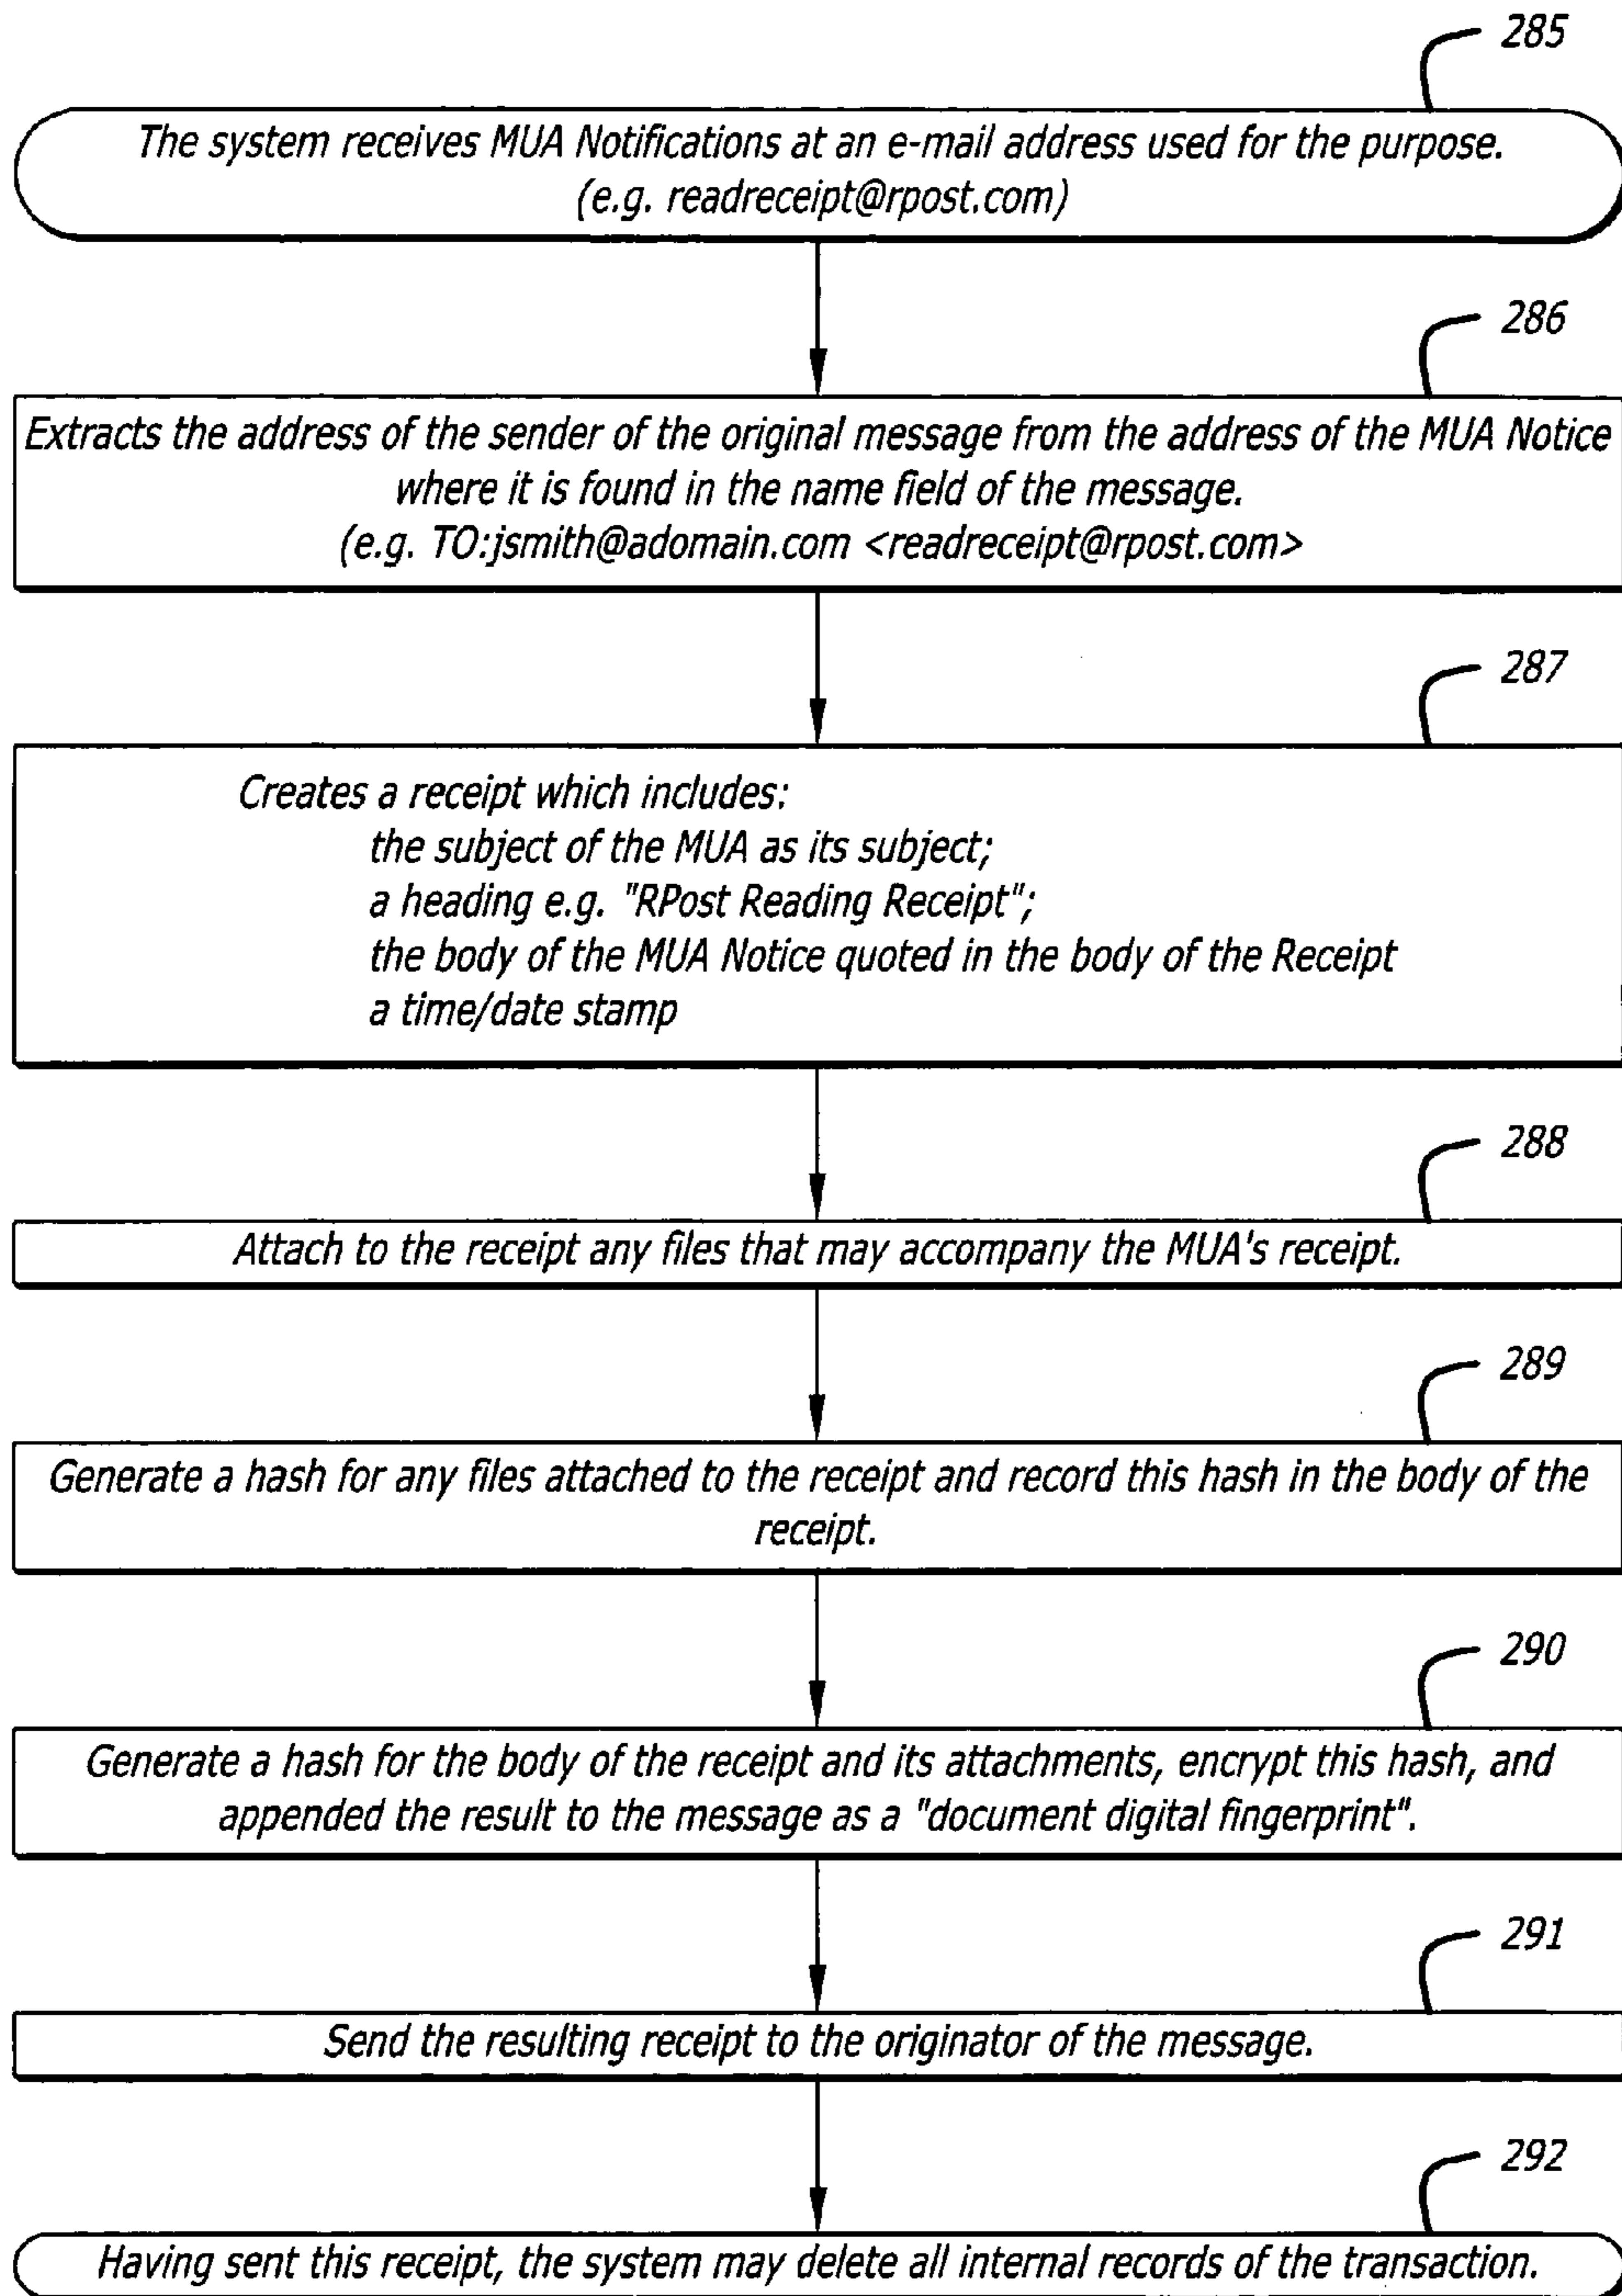 285
The system receives MUA Notifications at an e-mail address used for the purpose.
(e.g. readreceipt@rpost.com)
286
Extracts the address of the sender of the original message from the address of the MUA Notice
where it is found in the name field of the message.
(e.g. TO:jsmith@adomain.com <readreceipt@rpost.com>
287
Creates a receipt which includes:
the subject of the MUA as its subject;
a heading e.g. "RPost Reading Receipt";
the body of the MUA Notice quoted in the body of the Receipt
a time/date stamp
288
Attach to the receipt any files that may accompany the MUA's receipt.
289
Generate a hash for any files attached to the receipt and record this hash in the body of the
receipt.
290
Generate a hash for the body of the receipt and its attachments, encrypt this hash, and
appended the result to the message as a "document digital fingerprint".
291
Send the resulting receipt to the originator of the message.
292
Having sent this receipt, the system may delete all internal records of the transaction.